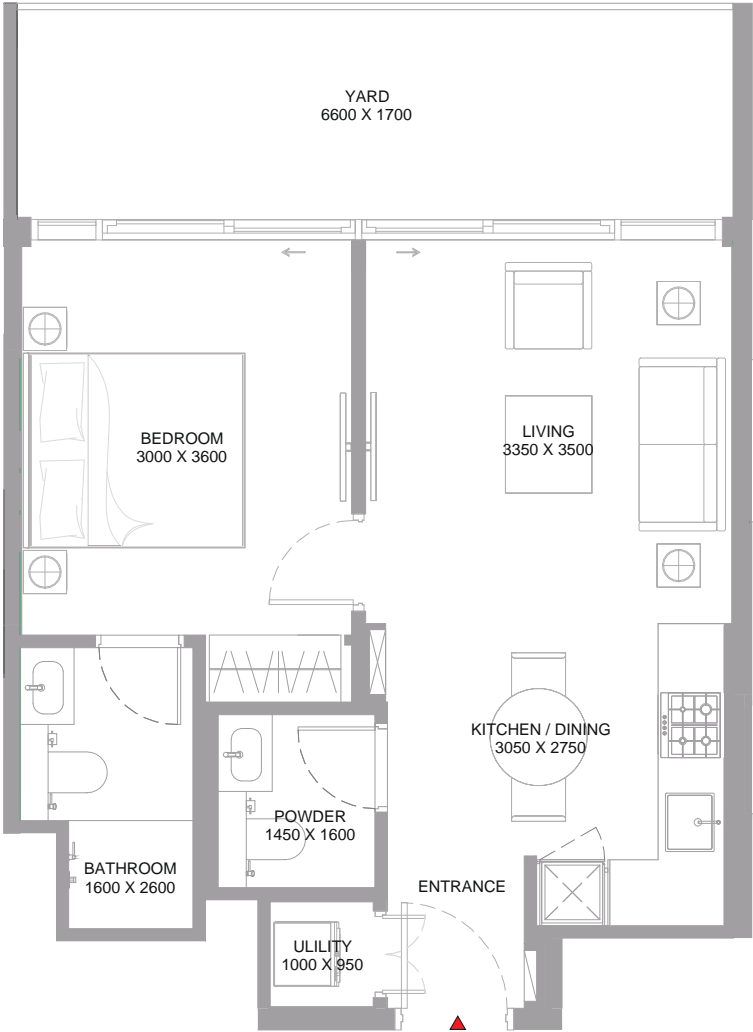 YARD
6600 X 1700
BEDROOM
3000 X 3600
LIVING
3350 X 3500
KITCHEN / DINING
3050 X 2750
POWDER
1450 X 1600
BATHROOM
1600 X 2600
ENTRANCE
ULILITY
1000 X 950